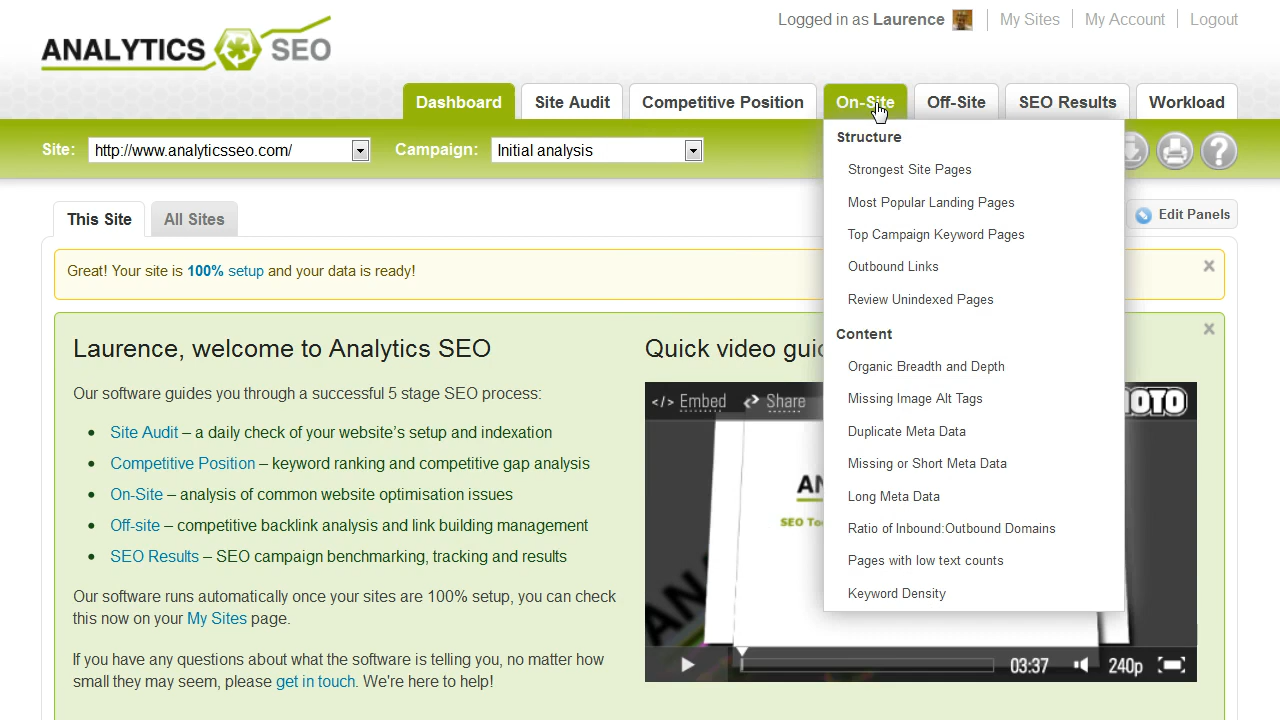 Logged in as Laurence
My Sites
My Account
Logout
ANALYTICS SEO
Dashboard
Site Audit
Competitive Position
On-Site
Off-Site
SEO Results
Workload
Site: http://www.analyticsseo.com/
Campaign: Initial analysis
?
Structure
Strongest Site Pages
Most Popular Landing Pages
Top Campaign Keyword Pages
Outbound Links
Review Unindexed Pages
Content
Organic Breadth and Depth
Missing Image Alt Tags
Duplicate Meta Data
Missing or Short Meta Data
Long Meta Data
Ratio of Inbound:Outbound Domains
Pages with low text counts
Keyword Density
This Site
All Sites
Edit Panels
Great! Your site is 100% setup and your data is ready!
Laurence, welcome to Analytics SEO
Our software guides you through a successful 5 stage SEO process:
• Site Audit – a daily check of your website's setup and indexation
• Competitive Position – keyword ranking and competitive gap analysis
• On-Site – analysis of common website optimisation issues
• Off-site – competitive backlink analysis and link building management
• SEO Results – SEO campaign benchmarking, tracking and results
Our software runs automatically once your sites are 100% setup, you can check
this now on your My Sites page.
If you have any questions about what the software is telling you, no matter how
small they may seem, please get in touch. We're here to help!
Quick video
</> Embed
Share
SEO
03:37
240p